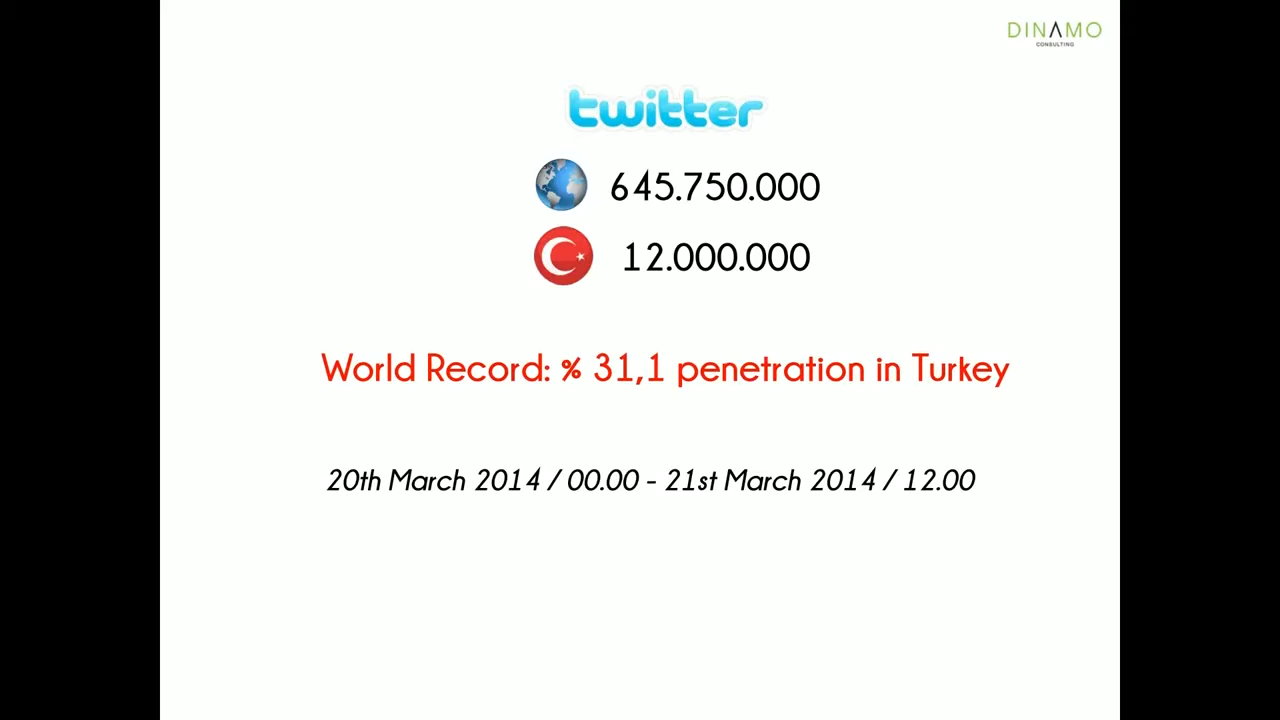 DINAMO
CONSULTING
twitter
645.750.000
12.000.000
World Record: % 31,1 penetration in Turkey
20th March 2014 / 00.00 - 21st March 2014 / 12.00